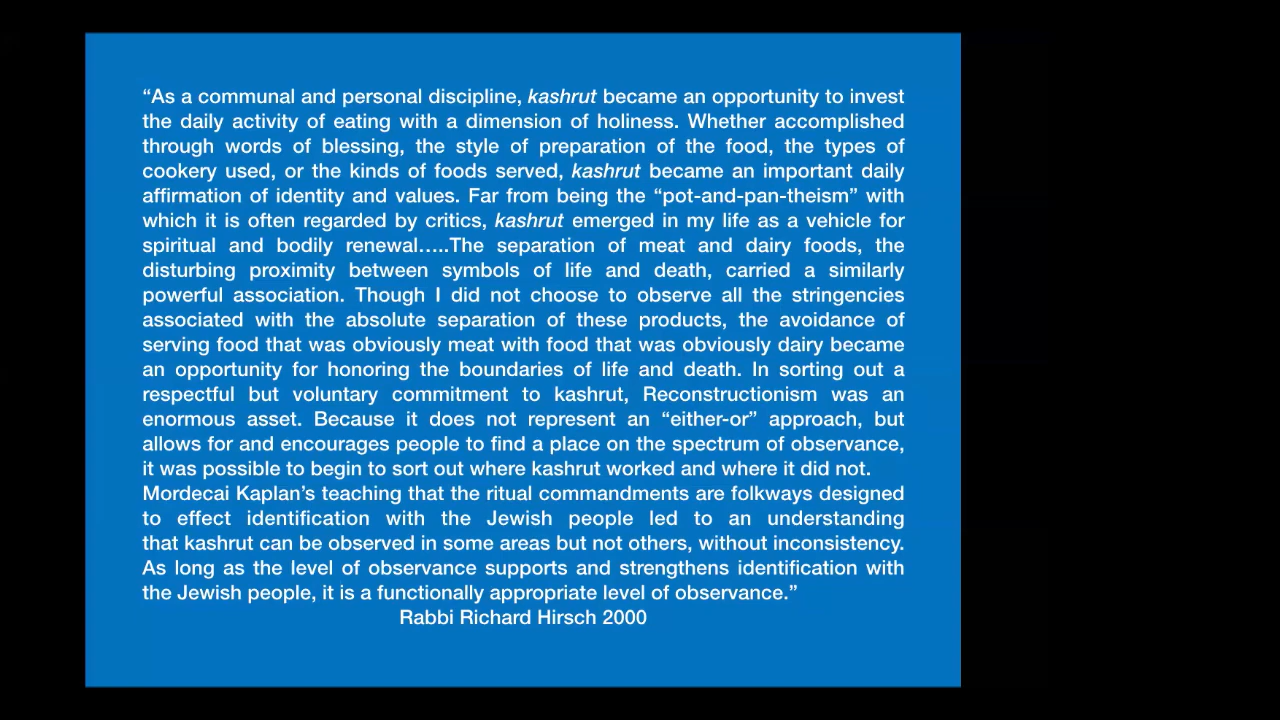 “As a communal and personal discipline, kashrut became an opportunity to invest
the daily activity of eating with a dimension of holiness. Whether accomplished
through words of blessing, the style of preparation of the food, the types of
cookery used, or the kinds of foods served, kashrut became an important daily
affirmation of identity and values. Far from being the “pot-and-pan-theism” with
which it is often regarded by critics, kashrut emerged in my life as a vehicle for
spiritual and bodily renewal…..The separation of meat and dairy foods, the
disturbing proximity between symbols of life and death, carried a similarly
powerful association. Though I did not choose to observe all the stringencies
associated with the absolute separation of these products, the avoidance of
serving food that was obviously meat with food that was obviously dairy became
an opportunity for honoring the boundaries of life and death. In sorting out a
respectful but voluntary commitment to kashrut, Reconstructionism was an
enormous asset. Because it does not represent an “either-or” approach, but
allows for and encourages people to find a place on the spectrum of observance,
it was possible to begin to sort out where kashrut worked and where it did not.
Mordecai Kaplan’s teaching that the ritual commandments are folkways designed
to effect identification with the Jewish people led to an understanding
that kashrut can be observed in some areas but not others, without inconsistency.
As long as the level of observance supports and strengthens identification with
the Jewish people, it is a functionally appropriate level of observance.”
Rabbi Richard Hirsch 2000